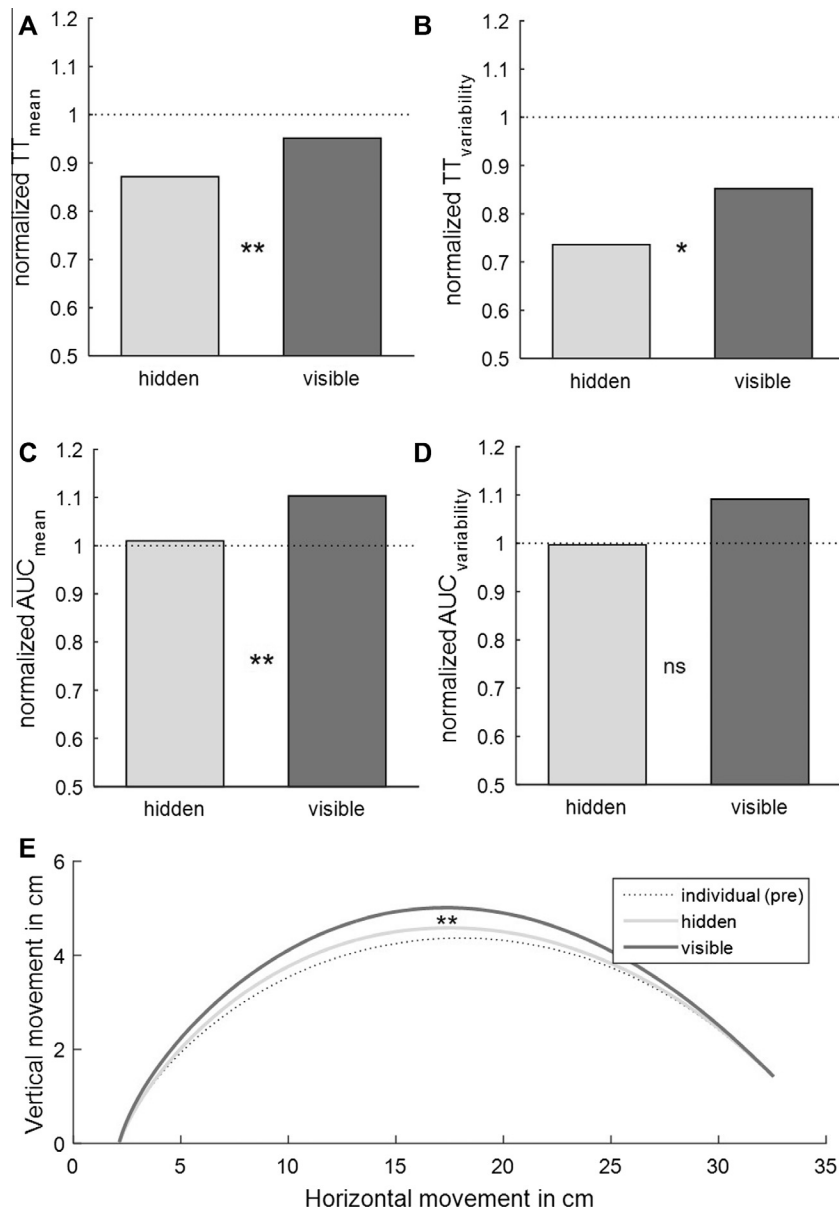 A
1.2
1.1
1
0.9
0.8
0.7
0.6
0.5
normalized TTmean
**
hidden visible
B
1.2
1.1
1
0.9
0.8
0.7
0.6
0.5
normalized TTvariability
*
hidden visible
C
1.2
1.1
1
0.9
0.8
0.7
0.6
0.5
normalized AUCmean
**
hidden visible
D
1.2
1.1
1
0.9
0.8
0.7
0.6
0.5
normalized AUCvariability
ns
hidden visible
E
6
4
2
0
Vertical movement in cm
**
individual (pre)
hidden
visible
0 5 10 15 20 25 30 35
Horizontal movement in cm